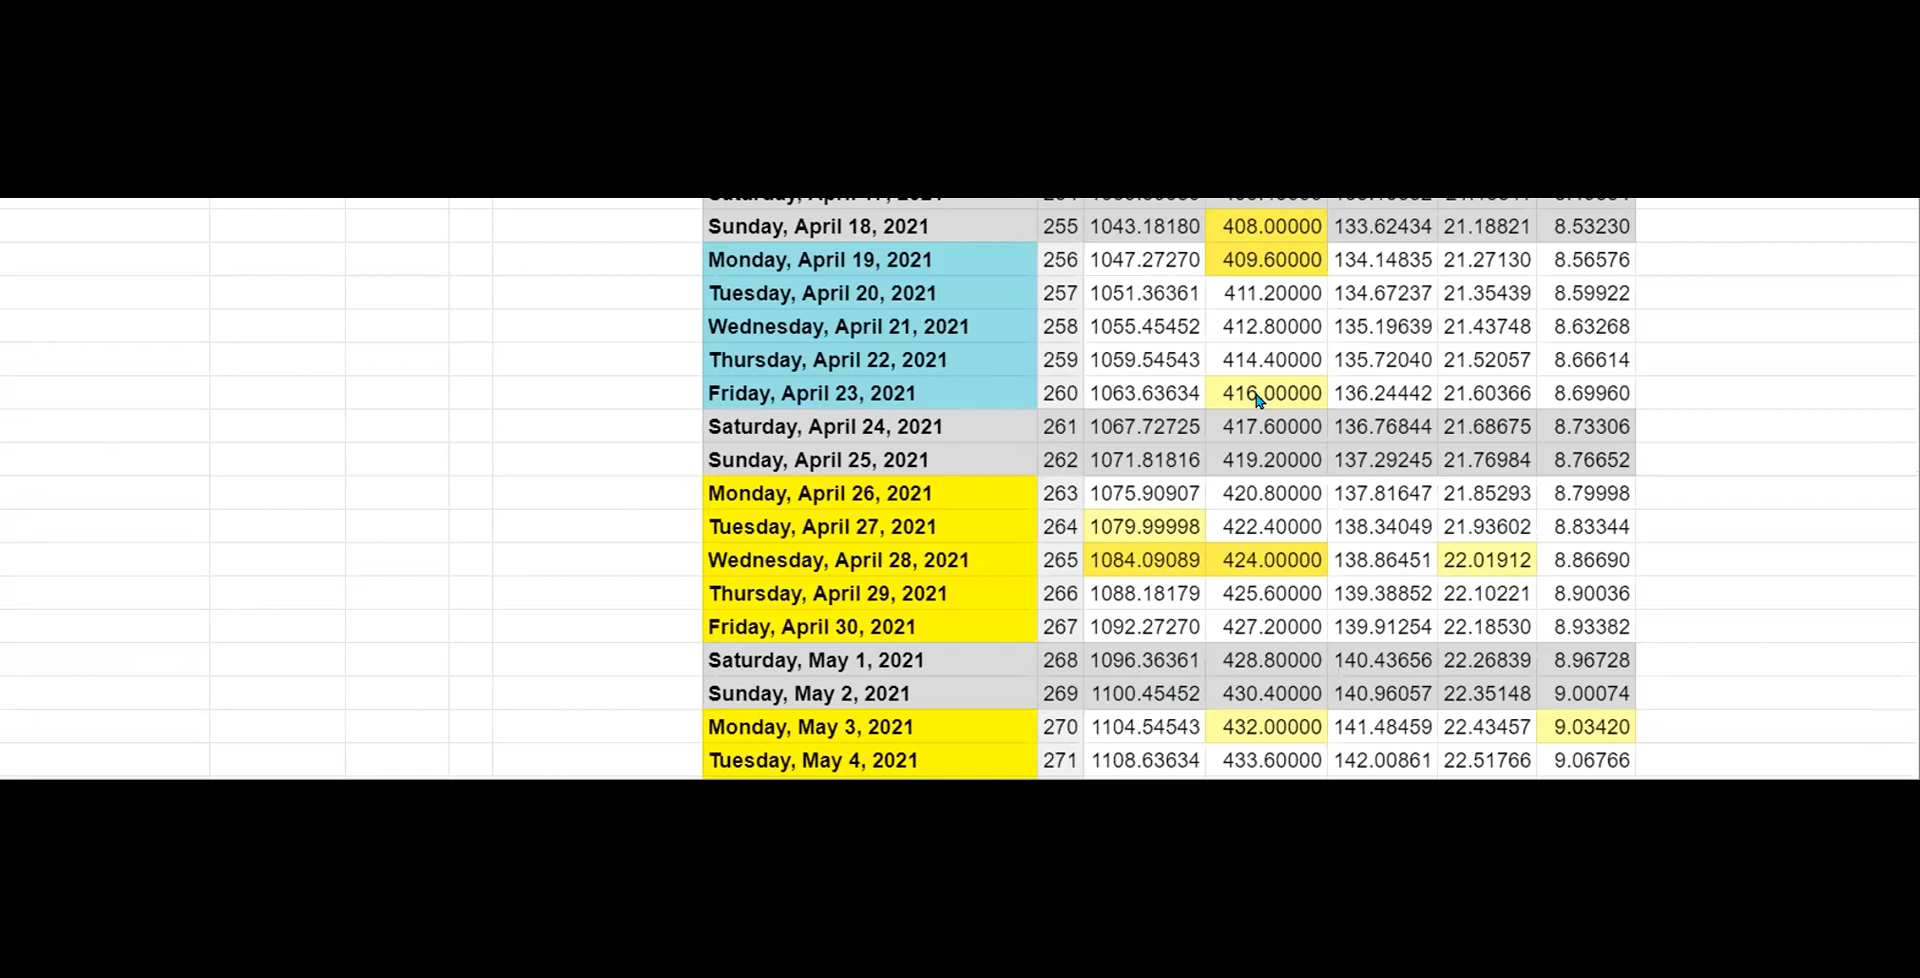 Sunday, April 18, 2021 255 1043.18180 408.00000 133.62434 21.18821 8.53230
Monday, April 19, 2021 256 1047.27270 409.60000 134.14835 21.27130 8.56576
Tuesday, April 20, 2021 257 1051.36361 411.20000 134.67237 21.35439 8.59922
Wednesday, April 21, 2021 258 1055.45452 412.80000 135.19639 21.43748 8.63268
Thursday, April 22, 2021 259 1059.54543 414.40000 135.72040 21.52057 8.66614
Friday, April 23, 2021 260 1063.63634 416.00000 136.24442 21.60366 8.69960
Saturday, April 24, 2021 261 1067.72725 417.60000 136.76844 21.68675 8.73306
Sunday, April 25, 2021 262 1071.81816 419.20000 137.29245 21.76984 8.76652
Monday, April 26, 2021 263 1075.90907 420.80000 137.81647 21.85293 8.79998
Tuesday, April 27, 2021 264 1079.99998 422.40000 138.34049 21.93602 8.83344
Wednesday, April 28, 2021 265 1084.09089 424.00000 138.86451 22.01912 8.86690
Thursday, April 29, 2021 266 1088.18179 425.60000 139.38852 22.10221 8.90036
Friday, April 30, 2021 267 1092.27270 427.20000 139.91254 22.18530 8.93382
Saturday, May 1, 2021 268 1096.36361 428.80000 140.43656 22.26839 8.96728
Sunday, May 2, 2021 269 1100.45452 430.40000 140.96057 22.35148 9.00074
Monday, May 3, 2021 270 1104.54543 432.00000 141.48459 22.43457 9.03420
Tuesday, May 4, 2021 271 1108.63634 433.60000 142.00861 22.51766 9.06766